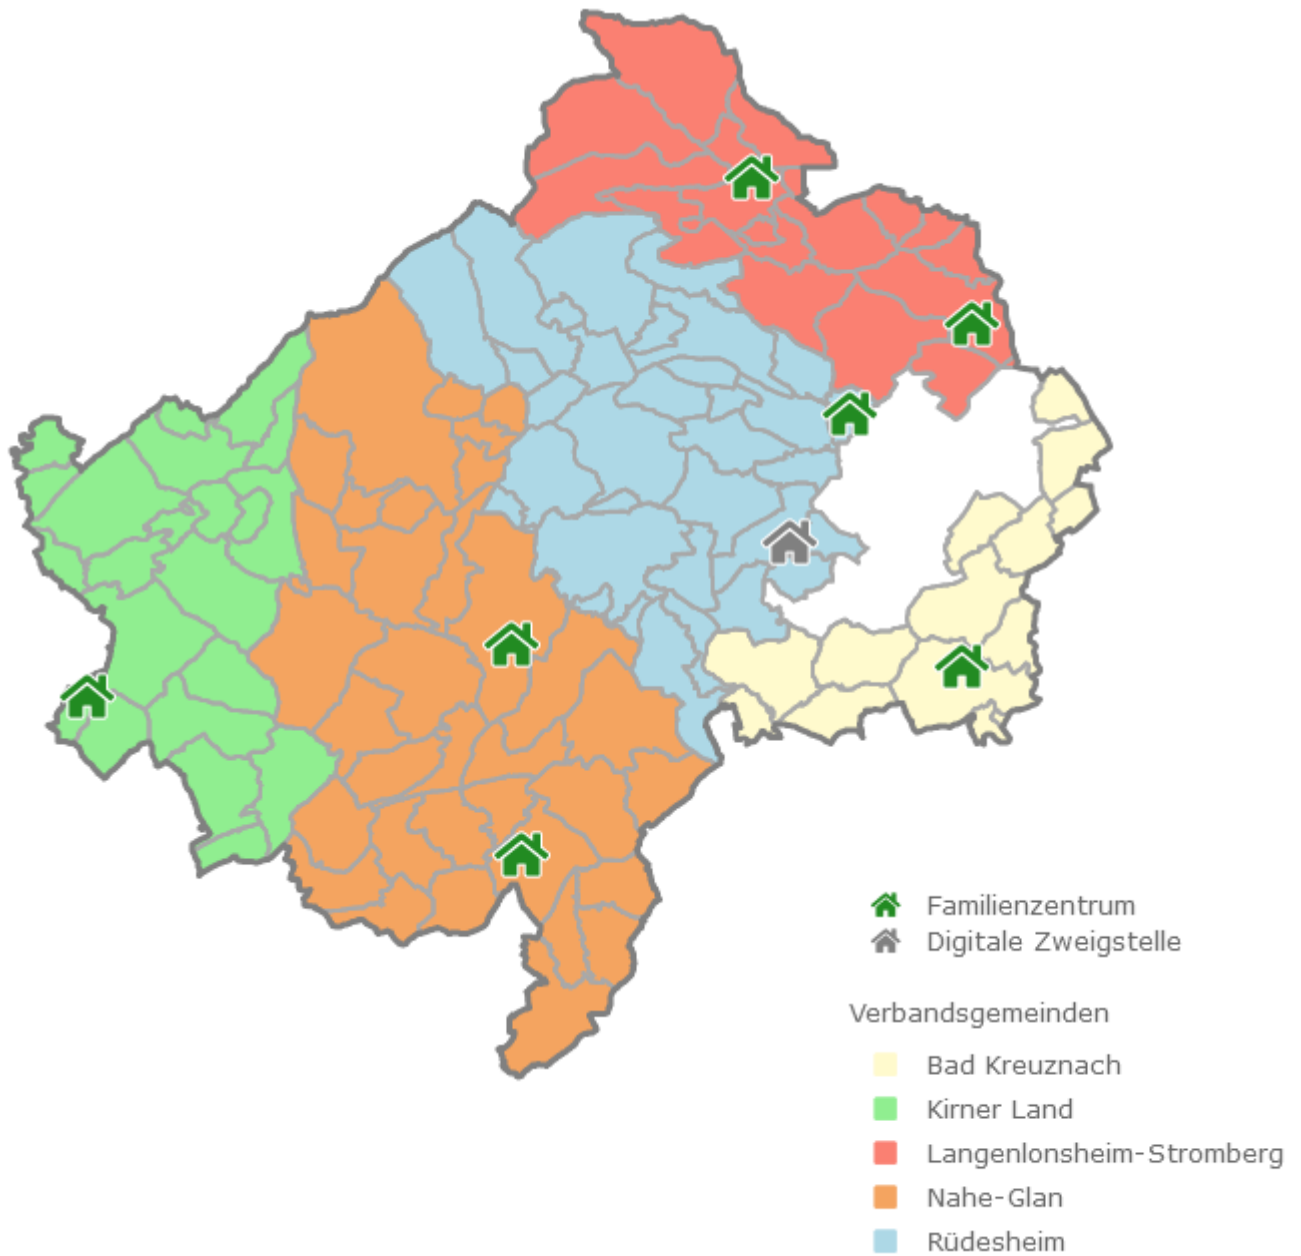 Familienzentrum
Digitale Zweigstelle
Verbandsgemeinden
Bad Kreuznach
Kirner Land
Langenlonsheim-Stromberg
Nahe-Glan
Rüdesheim